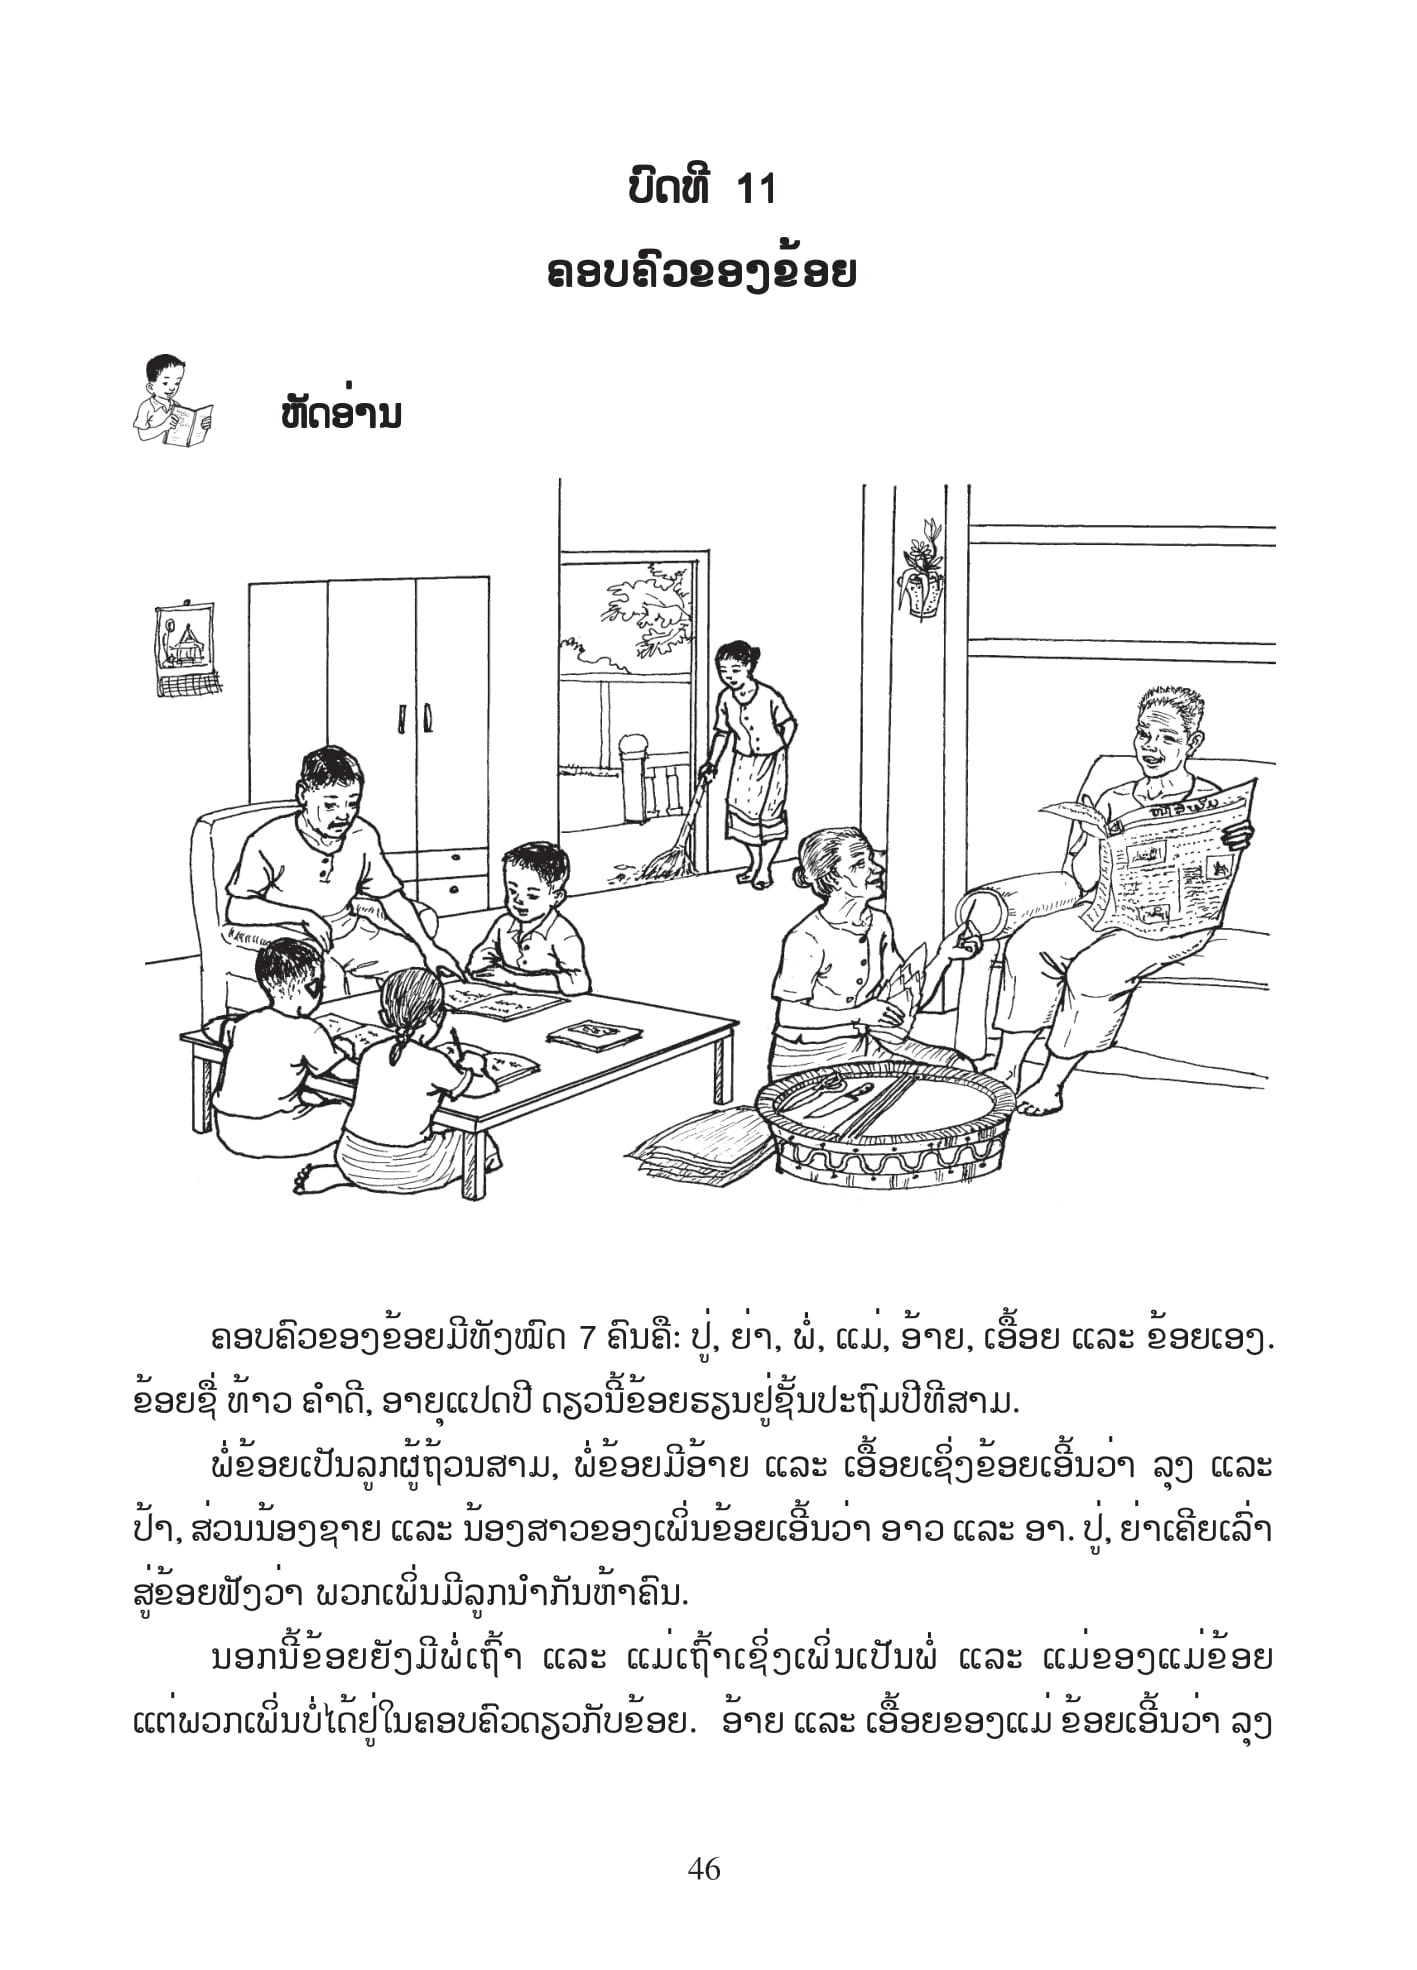 ບົດທີ 11
ຄອບຄົວຂອງຂ້ອຍ
ຫັດອ່ານ
ຄອບຄົວຂອງຂ້ອຍມີທັງໝົດ 7 ຄົນຄື: ປູ່, ຍ່າ, ພໍ່, ແມ່, ອ້າຍ, ເອື້ອຍ ແລະ ຂ້ອຍເອງ.
ຂ້ອຍຊື່ ທ້າວ ຄຳດີ, ອາຍຸແປດປີ ດຽວນີ້ຂ້ອຍຮຽນຢູ່ຊັ້ນປະຖົມປີທີສາມ.
ພໍ່ຂ້ອຍເປັນລູກຜູ້ຖ້ວນສາມ, ພໍ່ຂ້ອຍມີອ້າຍ ແລະ ເອື້ອຍເຊິ່ງຂ້ອຍເອີ້ນວ່າ ລຸງ ແລະ
ປ້າ, ສ່ວນນ້ອງຊາຍ ແລະ ນ້ອງສາວຂອງເພິ່ນຂ້ອຍເອີ້ນວ່າ ອາວ ແລະ ອາ. ປູ່, ຍ່າເຄີຍເລົ່າ
ສູ່ຂ້ອຍຟັງວ່າ ພວກເພິ່ນມີລູກນຳກັນຫ້າຄົນ.
ນອກນີ້ຂ້ອຍຍັງມີພໍ່ເຖົ້າ ແລະ ແມ່ເຖົ້າເຊິ່ງເພິ່ນເປັນພໍ່ ແລະ ແມ່ຂອງແມ່ຂ້ອຍ
ແຕ່ພວກເພິ່ນບໍ່ໄດ້ຢູ່ໃນຄອບຄົວດຽວກັບຂ້ອຍ. ອ້າຍ ແລະ ເອື້ອຍຂອງແມ່ ຂ້ອຍເອີ້ນວ່າ ລຸງ
46